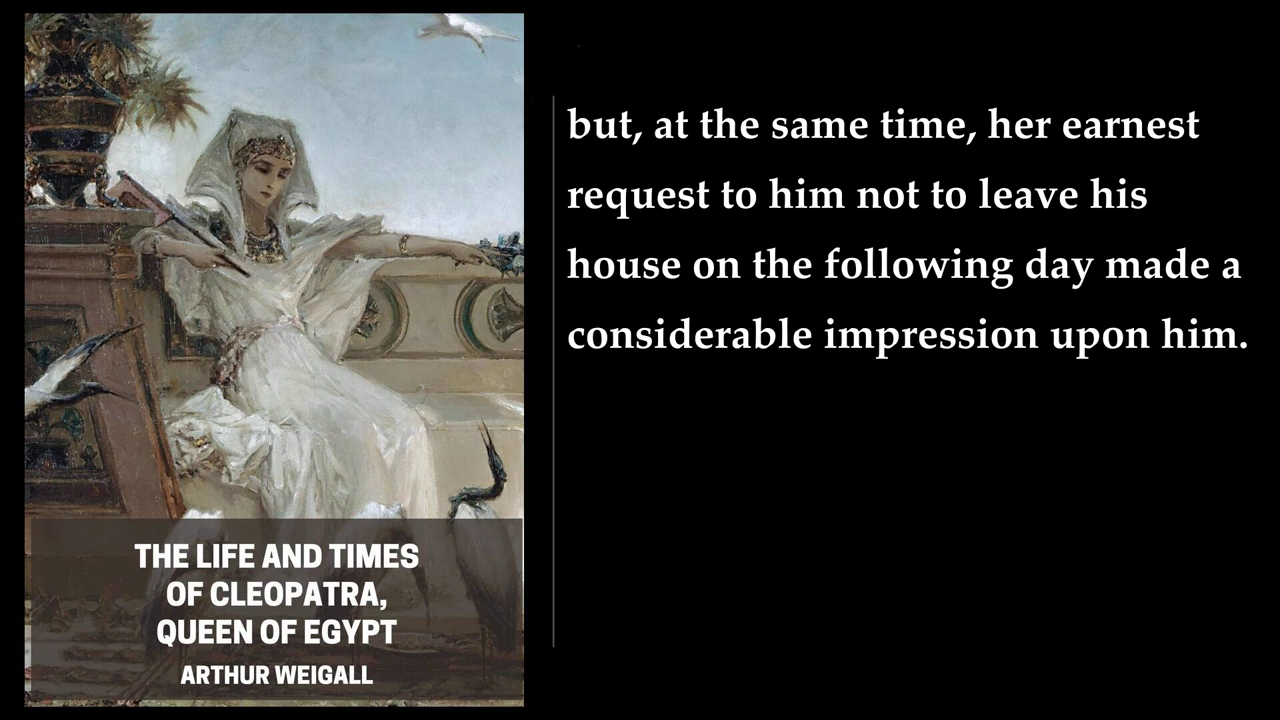 but, at the same time, her earnest
request to him not to leave his
house on the following day made a
considerable impression upon him.
THE LIFE AND TIMES
OF CLEOPATRA,
QUEEN OF EGYPT
ARTHUR WEIGALL